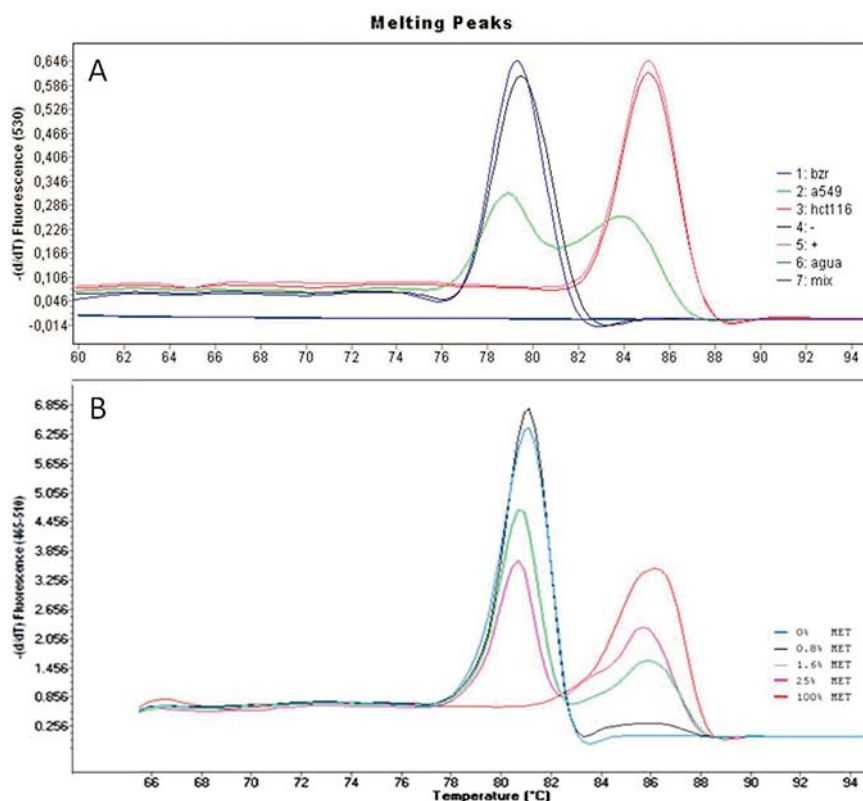 Melting Peaks
A
-(d/dT) Fluorescence (530)
0,646
0,586
0,526
0,466
0,406
0,346
0,286
0,226
0,166
0,106
0,046
-0,014
1: bzr
2: a549
3: hct116
4: -
5: +
6: agua
7: mix
60 62 64 66 68 70 72 74 76 78 80 82 84 86 88 90 92 94
B
-(d/dT) Fluorescence (465-510)
6.856
6.256
5.656
5.056
4.456
3.856
3.256
2.656
2.056
1.456
0.856
0.256
0% MET
0.8% MET
1.6% MET
25% MET
100% MET
66 68 70 72 74 76 78 80 82 84 86 88 90 92 94
Temperature [°C]